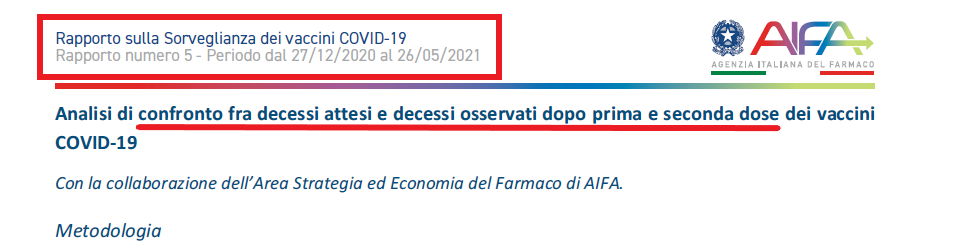 Rapporto sulla Sorveglianza dei vaccini COVID-19
Rapporto numero 5 - Periodo dal 27/12/2020 al 26/05/2021
AIFA
AGENZIA ITALIANA DEL FARMACO
Analisi di confronto fra decessi attesi e decessi osservati dopo prima e seconda dose dei vaccini
COVID-19
Con la collaborazione dell’Area Strategia ed Economia del Farmaco di AIFA.
Metodologia